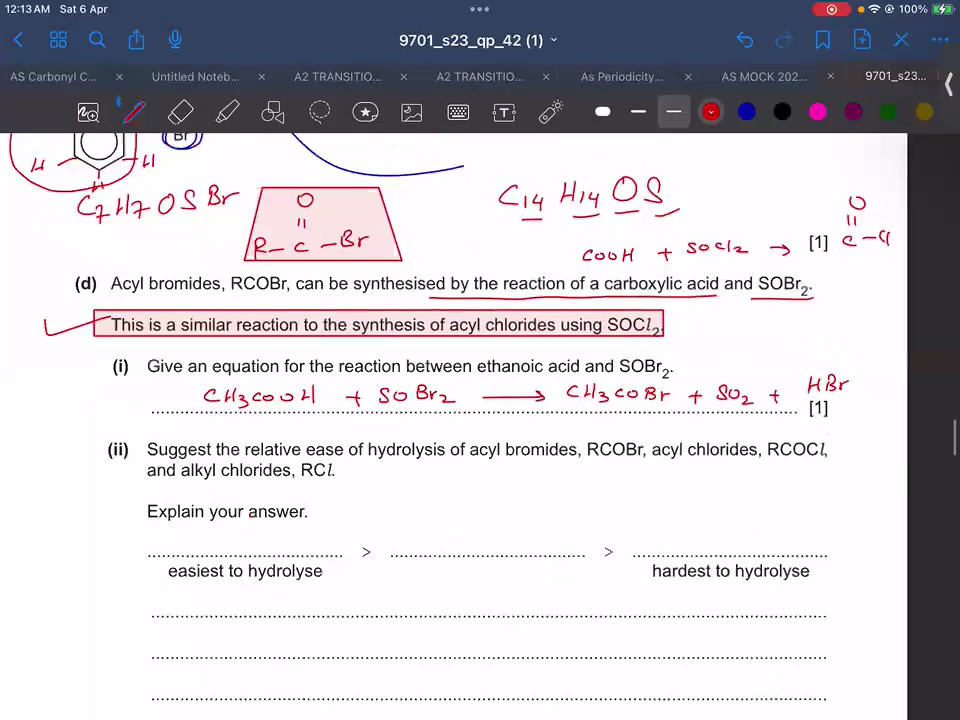 12:13AM Sat 6 Apr
100%
9701_s23_qp_42 (1)
AS Carbonyl C...
Untitled Noteb...
A2 TRANSITIO...
A2 TRANSITIO...
As Periodicity,...
AS MOCK 202...
9701_s23...
Br
H
H
H
C7H7OSBr
O
R-C-Br
C14 H14 OS
O
COOH + SOCl2 → [1] C-Cl
(d) Acyl bromides, RCOBr, can be synthesised by the reaction of a carboxylic acid and SOBr2.
This is a similar reaction to the synthesis of acyl chlorides using SOCl2.
(i) Give an equation for the reaction between ethanoic acid and SOBr2.
CH3COOH + SOBr2 → CH3COBr + SO2 + HBr
[1]
(ii) Suggest the relative ease of hydrolysis of acyl bromides, RCOBr, acyl chlorides, RCOCl,
and alkyl chlorides, RCl.
Explain your answer.
> >
easiest to hydrolyse hardest to hydrolyse